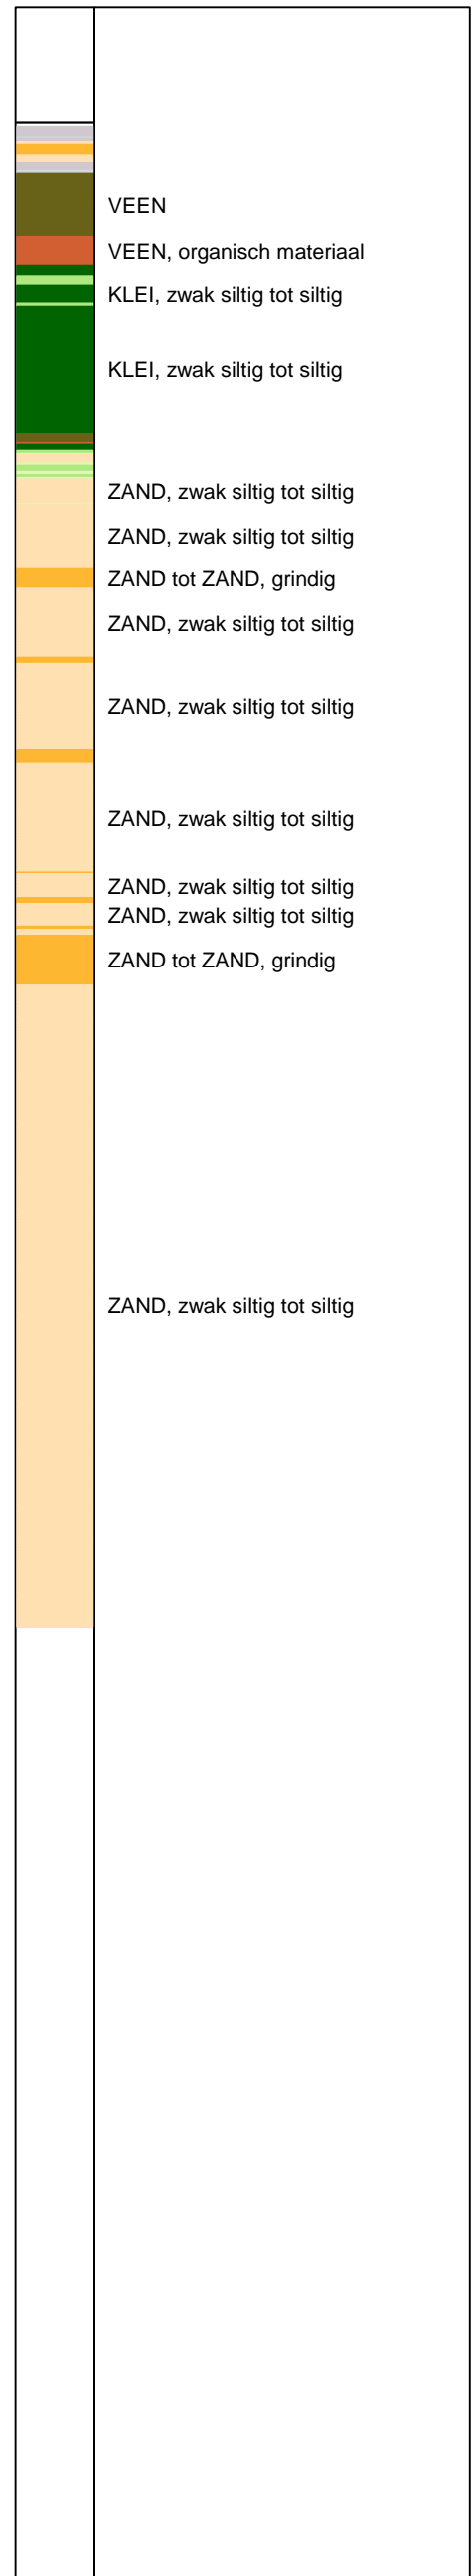 VEEN
VEEN, organisch materiaal
KLEI, zwak siltig tot siltig
KLEI, zwak siltig tot siltig
ZAND, zwak siltig tot siltig
ZAND, zwak siltig tot siltig
ZAND tot ZAND, grindig
ZAND, zwak siltig tot siltig
ZAND, zwak siltig tot siltig
ZAND, zwak siltig tot siltig
ZAND, zwak siltig tot siltig
ZAND, zwak siltig tot siltig
ZAND tot ZAND, grindig
ZAND, zwak siltig tot siltig